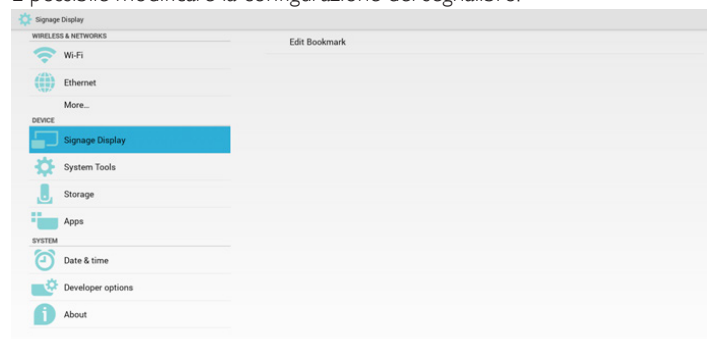 È possibile modificare la configurazione del segnalibro.
Signage Display
WIRELESS & NETWORKS
Wi-Fi
Ethernet
More...
DEVICE
Signage Display
System Tools
Storage
Apps
SYSTEM
Date & time
Developer options
About
Edit Bookmark